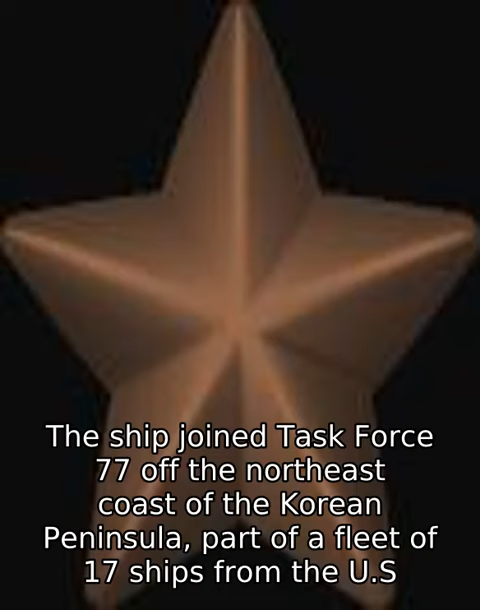 The ship joined Task Force
77 off the northeast
coast of the Korean
Peninsula, part of a fleet of
17 ships from the U.S